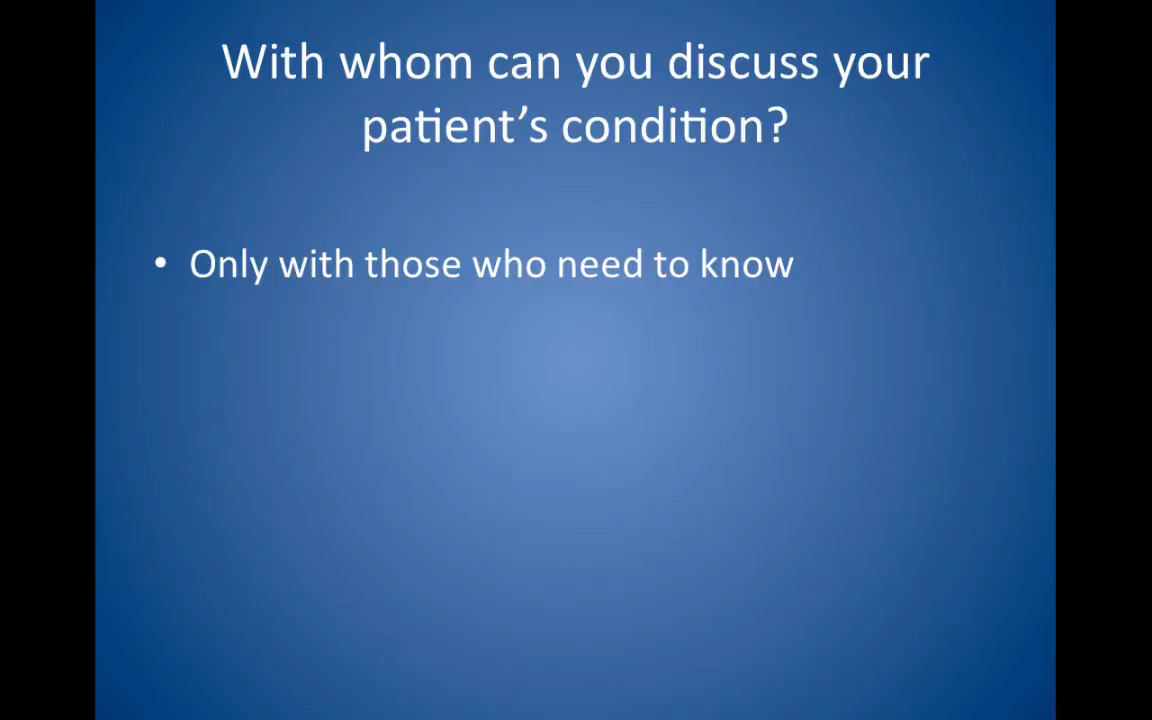 With whom can you discuss your
patient’s condition?
• Only with those who need to know